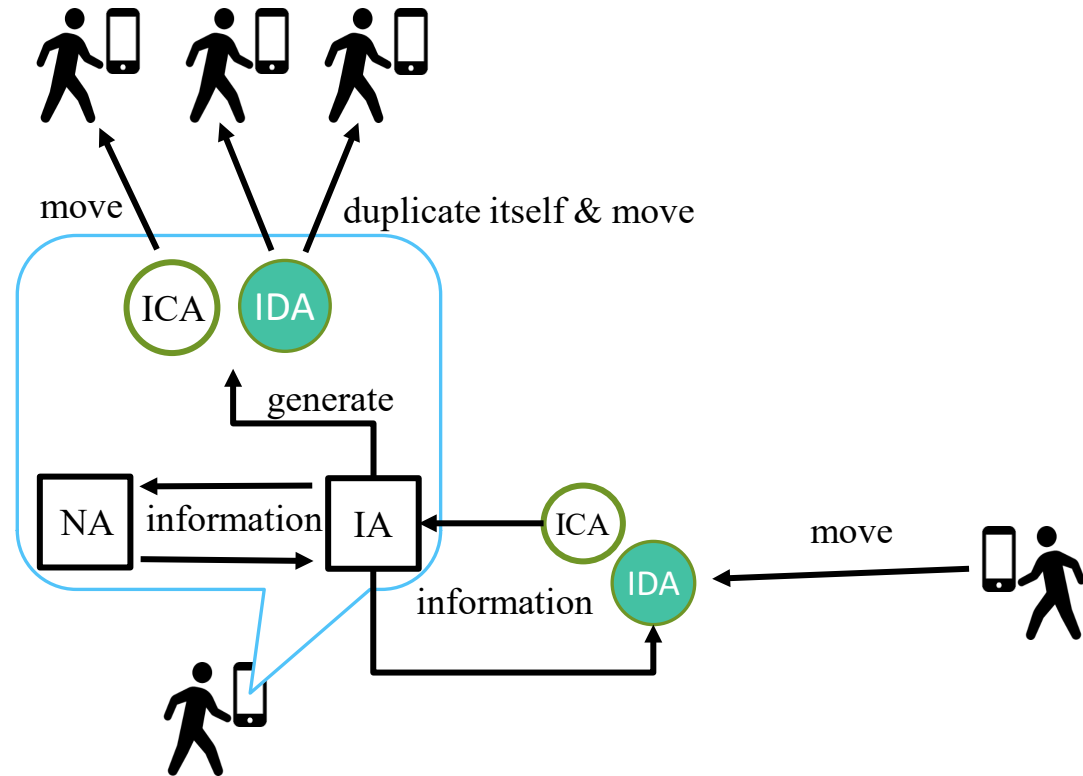 move
duplicate itself & move
ICA
IDA
generate
NA
information
IA
ICA
move
IDA
information